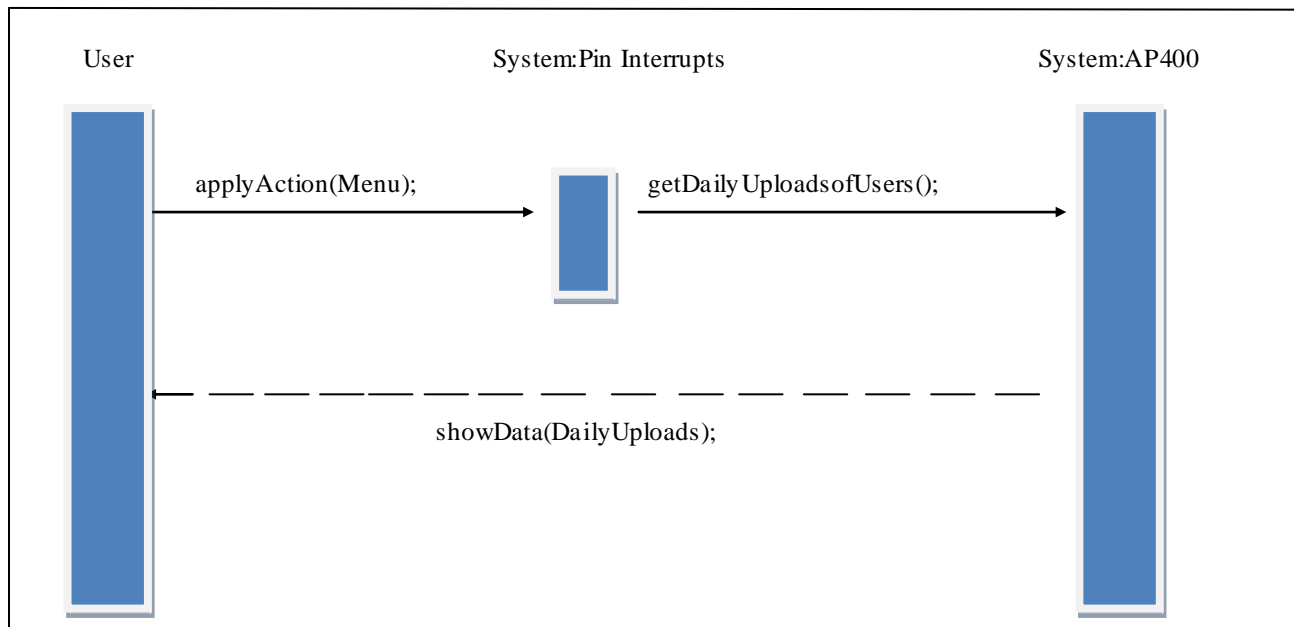 User
System:Pin Interrupts
System:AP400
applyAction(Menu);
getDailyUploadsofUsers();
showData(DailyUploads);